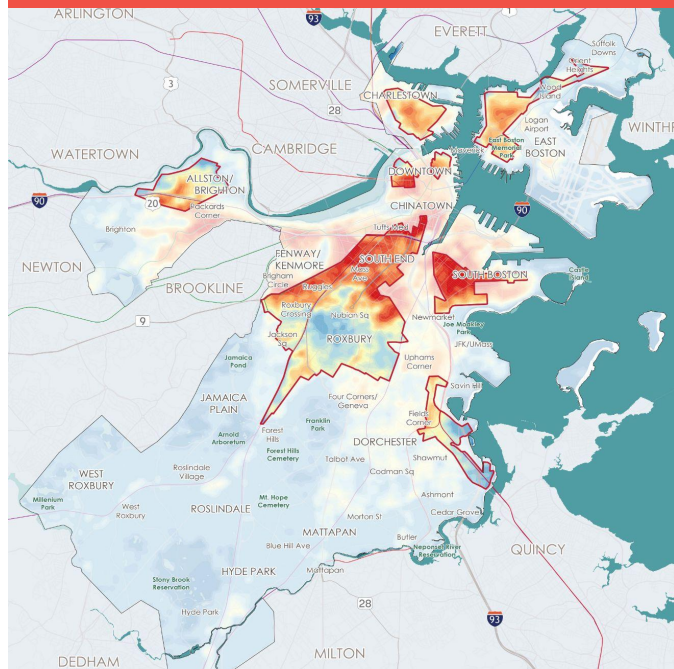 ARLINGTON
93
1
EVERETT
Suffolk
Downs
Orient
Heights
3
SOMERVILLE
Wood
Island
28
CHARLESTOWN
Logan
Airport
WINTHR
WATERTOWN
CAMBRIDGE
East Boston
Memorial
Park
EAST
BOSTON
Maverick
ALLSTON/
BRIGHTON
DOWNTOWN
90
20
Packards
Corner
CHINATOWN
90
Brighton
Tufts Med
NEWTON
FENWAY/
KENMORE
SOUTH END
Mass
Ave
SOUTH BOSTON
Castle
Island
BROOKLINE
Brigham
Circle
Ruggles
9
Roxbury
Crossing
Nubian Sq
Newmarket
Joe Moakley
Park
Jackson
Sq
ROXBURY
JFK/UMass
Jamaica
Pond
Uphams
Corner
Savin Hill
JAMAICA
PLAIN
Four Corners/
Geneva
Fields
Corner
Arnold
Arboretum
Forest
Hills
Franklin
Park
DORCHESTER
Forest Hills
Cemetery
Talbot Ave
Shawmut
WEST
ROXBURY
Roslindale
Village
Codman Sq
Millenium
Park
West
Roxbury
ROSLINDALE
Mt. Hope
Cemetery
Ashmont
Morton St
Cedar Grove
MATTAPAN
Blue Hill Ave
Butler
Neponset River
Reservation
QUINCY
HYDE PARK
Mattapan
Stony Brook
Reservation
28
Hyde Park
93
DEDHAM
MILTON